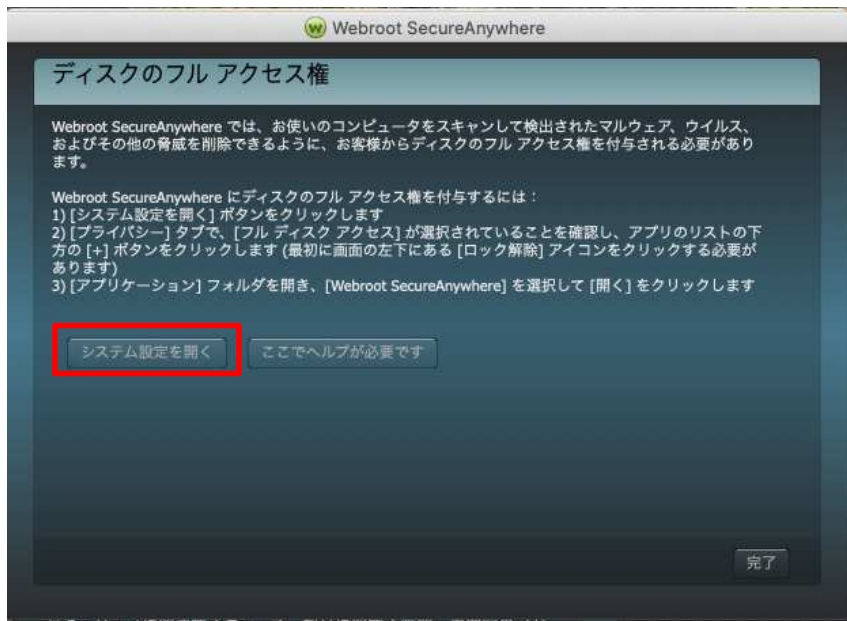 Webroot SecureAnywhere
ディスクのフル アクセス権
Webroot SecureAnywhere では、お使いのコンピュータをスキャンして検出されたマルウェア、ウイルス、
およびその他の脅威を削除できるように、お客様からディスクのフル アクセス権を付与される必要があり
ます。
Webroot SecureAnywhere にディスクのフル アクセス権を付与するには：
1) [システム設定を開く] ボタンをクリックします
2) [プライバシー] タブで、[フル ディスク アクセス] が選択されていることを確認し、アプリのリストの下
方の [+] ボタンをクリックします (最初に画面の左下にある [ロック解除] アイコンをクリックする必要が
あります)
3) [アプリケーション] フォルダを開き、[Webroot SecureAnywhere] を選択して [開く] をクリックします
システム設定を開く ここでヘルプが必要です
完了